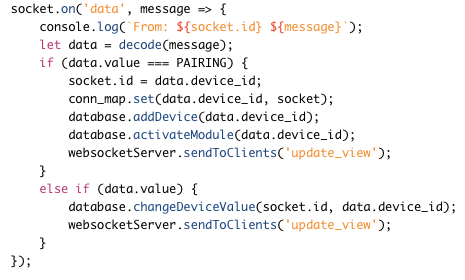 socket.on('data', message => {
    console.log(`From: ${socket.id} ${message}`);
    let data = decode(message);
    if (data.value === PAIRING) {
        socket.id = data.device_id;
        conn_map.set(data.device_id, socket);
        database.addDevice(data.device_id);
        database.activateModule(data.device_id);
        websocketServer.sendToClients('update_view');
    }
    else if (data.value) {
        database.changeDeviceValue(socket.id, data.device_id);
        websocketServer.sendToClients('update_view');
    }
});